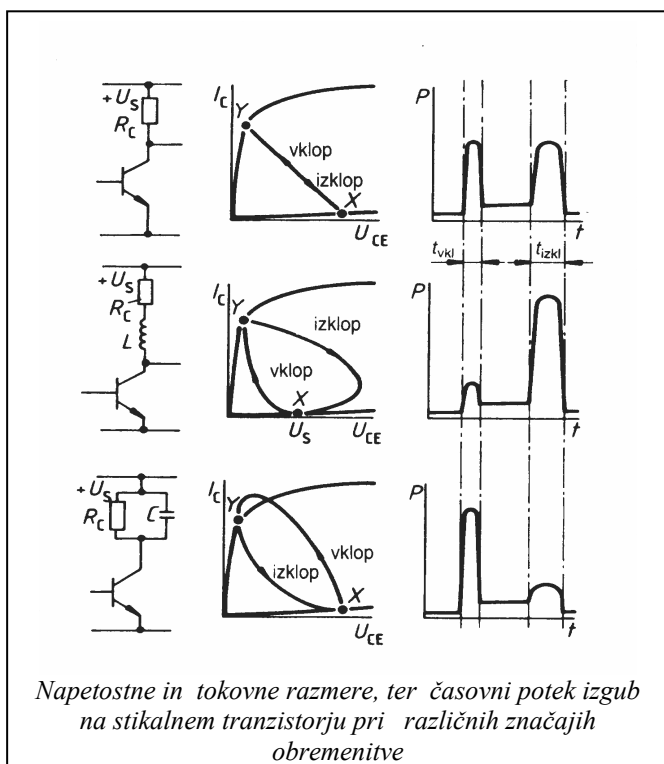 +U_S
R_C
I_C
Y
vklop
izklop
X
U_CE
P
t
t_vkl
t_izkl
+U_S
R_C
L
I_C
Y
izklop
vklop
X
U_S
U_CE
P
t
+U_S
R_C
C
I_C
Y
vklop
izklop
X
U_CE
P
t
Napetostne in tokovne razmere, ter časovni potek izgub
na stikalnem tranzistorju pri različnih značajih
obremenitve